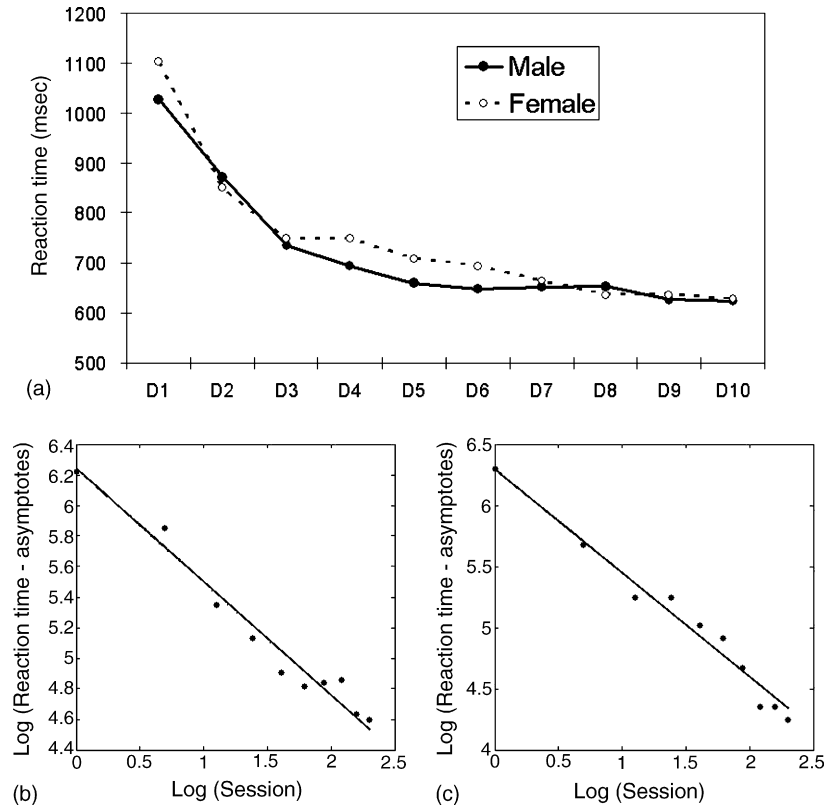 1200
1100
1000
900
800
700
600
500
Reaction time (msec)
Male
Female
(a)
D1 D2 D3 D4 D5 D6 D7 D8 D9 D10
6.4
6.2
6
5.8
5.6
5.4
5.2
5
4.8
4.6
4.4
Log (Reaction time - asymptotes)
0 0.5 1 1.5 2 2.5
Log (Session)
(b)
6.5
6
5.5
5
4.5
4
Log (Reaction time - asymptotes)
0 0.5 1 1.5 2 2.5
Log (Session)
(c)